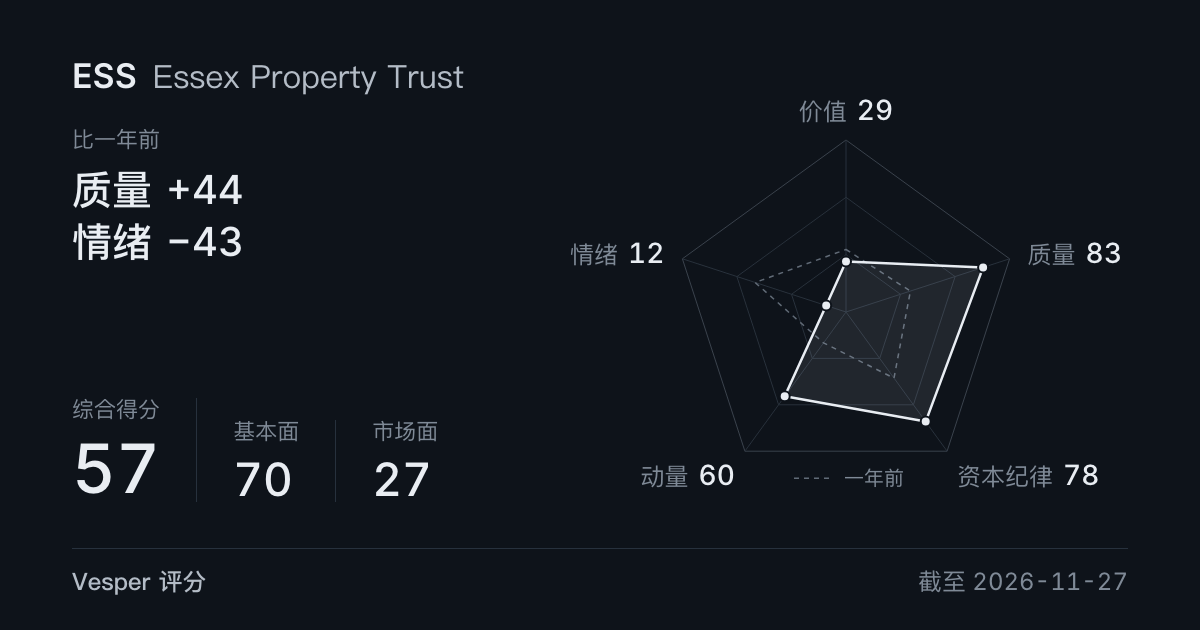 ESS Essex Property Trust
比一年前
质量 +44
情绪 −43
综合得分
57
基本面
70
市场面
27
价值 29
质量 83
资本纪律 78
动量 60
情绪 12
一年前
Vesper 评分
截至 2026-11-27